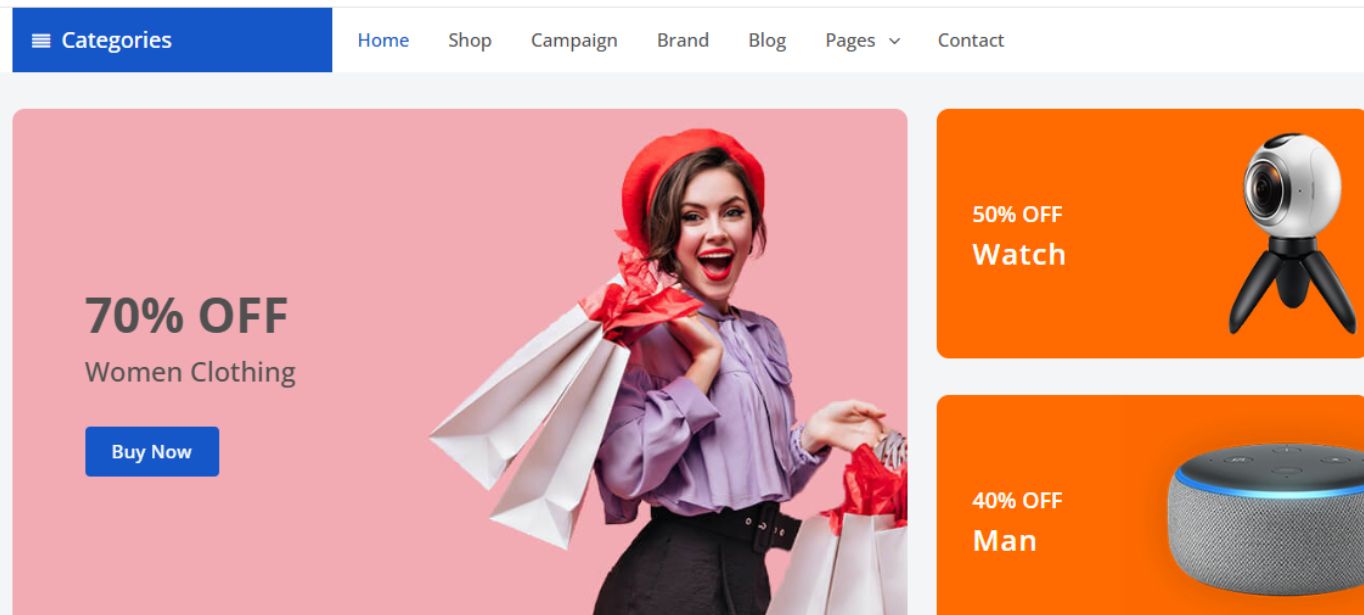 Categories
Home
Shop
Campaign
Brand
Blog
Pages
Contact
70% OFF
Women Clothing
Buy Now
50% OFF
Watch
40% OFF
Man